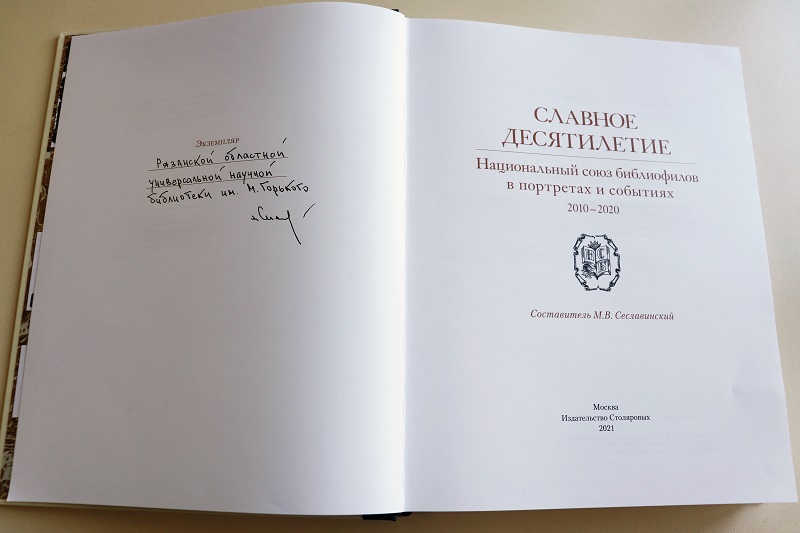 Экземпляр
Рязанской областной
универсальной научной
библиотеки им. М. Горького
СЛАВНОЕ
ДЕСЯТИЛЕТИЕ
Национальный союз библиофилов
в портретах и событиях
2010–2020
НСБ
Составитель М.В. Сеславинский
Москва
Издательство Столяровых
2021